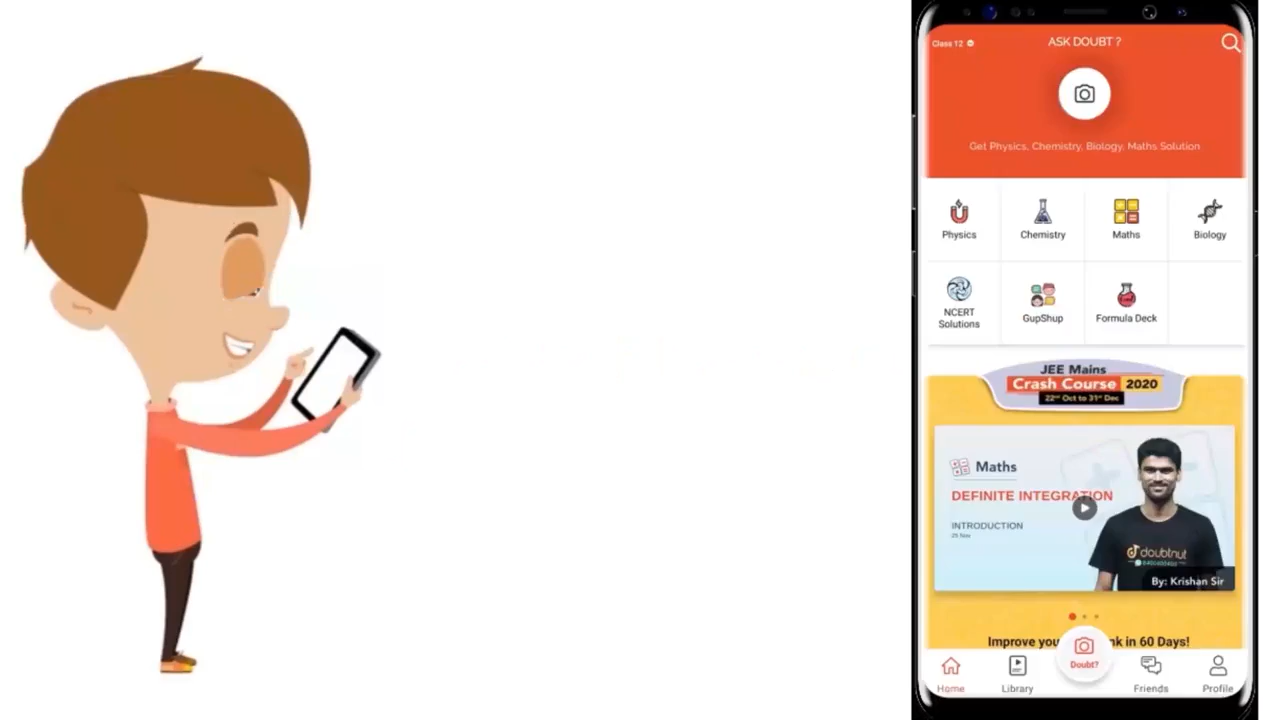 Class 12
ASK DOUBT ?
Get Physics, Chemistry, Biology, Maths Solution
Physics
Chemistry
Maths
Biology
NCERT
Solutions
GupShup
Formula Deck
JEE Mains
Crash Course 2020
22nd Oct to 31st Dec
Maths
DEFINITE INTEGRATION
INTRODUCTION
doubtnut
By: Krishan Sir
Improve you nk in 60 Days!
Doubt?
Home
Library
Friends
Profile